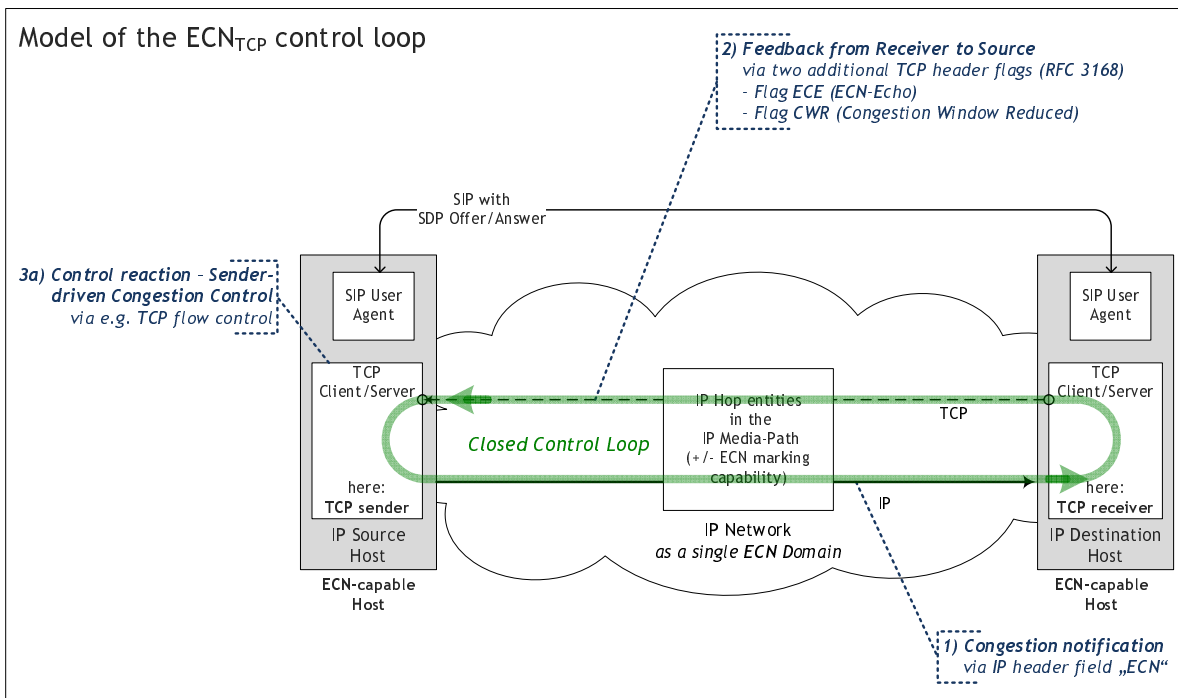 Model of the ECNTCP control loop
2) Feedback from Receiver to Source
via two additional TCP header flags (RFC 3168)
- Flag ECE (ECN-Echo)
- Flag CWR (Congestion Window Reduced)
SIP with
SDP Offer/Answer
3a) Control reaction – Sender-
driven Congestion Control
via e.g. TCP flow control
SIP User
Agent
SIP User
Agent
TCP
Client/Server
TCP
Client/Server
IP Hop entities
in the
IP Media-Path
(+/- ECN marking
capability)
TCP
Closed Control Loop
here:
TCP sender
IP
here:
TCP receiver
IP Source
Host
IP Network
as a single ECN Domain
IP Destination
Host
ECN-capable
Host
ECN-capable
Host
1) Congestion notification
via IP header field „ECN“